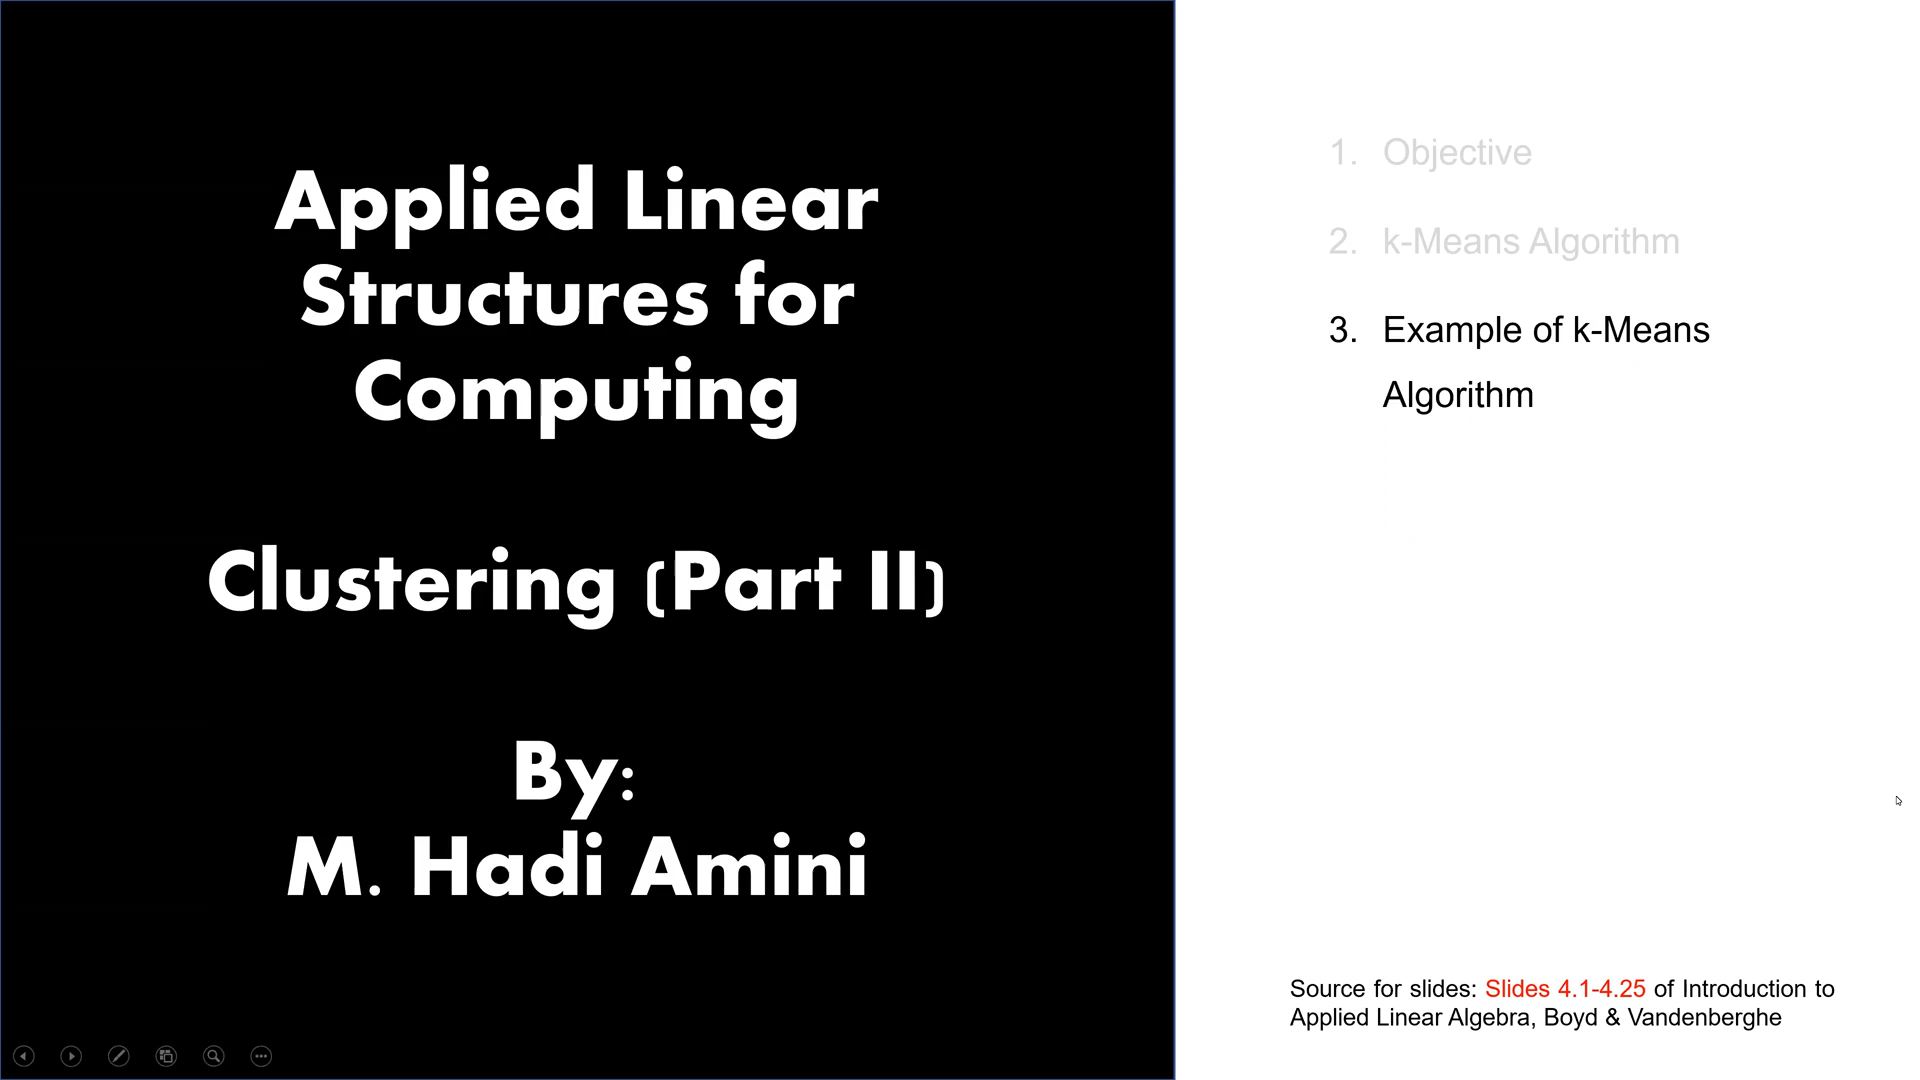 Applied Linear
Structures for
Computing
Clustering (Part II)
By:
M. Hadi Amini
1. Objective
2. k-Means Algorithm
3. Example of k-Means
Algorithm
Source for slides: Slides 4.1-4.25 of Introduction to
Applied Linear Algebra, Boyd & Vandenberghe